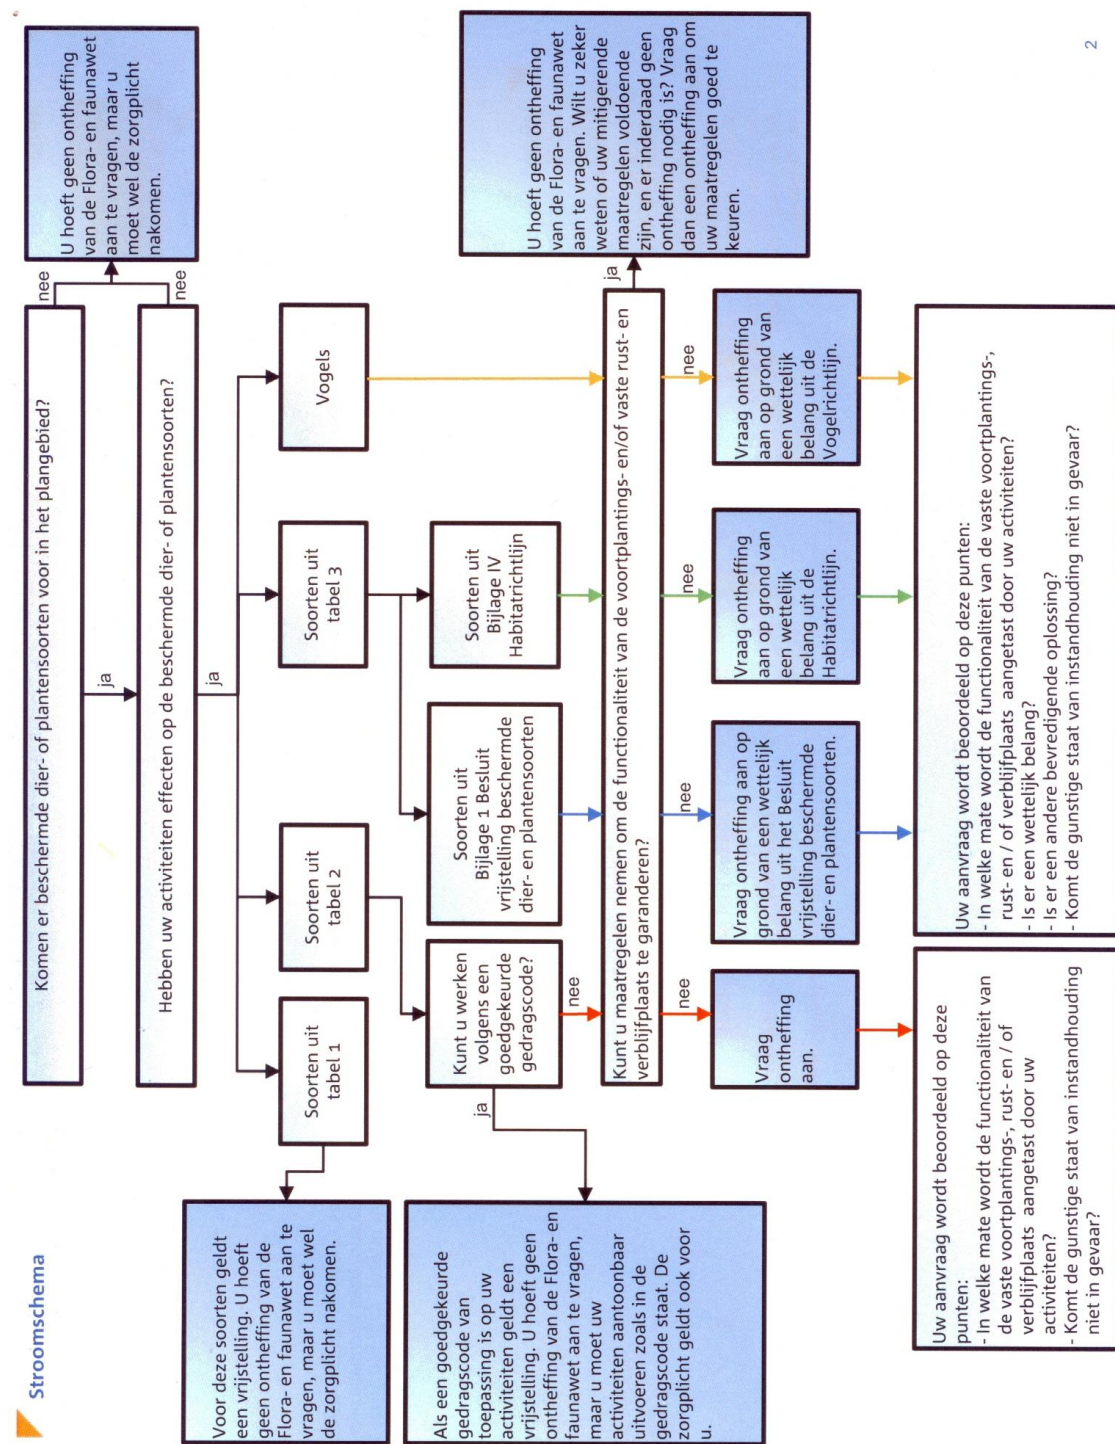 Stroomschema
Komen er beschermde dier- of plantensoorten voor in het plangebied?
nee
U hoeft geen ontheffing
van de Flora- en faunawet
aan te vragen, maar u
moet wel de zorgplicht
nakomen.
ja
Hebben uw activiteiten effecten op de beschermde dier- of plantensoorten?
nee
ja
Soorten uit
tabel 1
Soorten uit
tabel 2
Soorten uit
tabel 3
Vogels
Voor deze soorten geldt
een vrijstelling. U hoeft
geen ontheffing van de
Flora- en faunawet aan te
vragen, maar u moet wel
de zorgplicht nakomen.
Kunt u werken
volgens een
goedgekeurde
gedragscode?
Soorten uit
Bijlage 1 Besluit
vrijstelling beschermde
dier- en plantensoorten
Soorten uit
Bijlage IV
Habitatrichtlijn
ja
Als een goedgekeurde
gedragscode van
toepassing is op uw
activiteiten geldt een
vrijstelling. U hoeft geen
ontheffing van de Flora- en
faunawet aan te vragen,
maar u moet uw
activiteiten aantoonbaar
uitvoeren zoals in de
gedragscode staat. De
zorgplicht geldt ook voor
u.
nee
Kunt u maatregelen nemen om de functionaliteit van de voortplantings- en/of vaste rust- en
verblijfplaats te garanderen?
ja
U hoeft geen ontheffing
van de Flora- en faunawet
aan te vragen. Wilt u zeker
weten of uw mitigerende
maatregelen voldoende
zijn, en er inderdaad geen
ontheffing nodig is? Vraag
dan een ontheffing aan om
uw maatregelen goed te
keuren.
nee
nee
nee
nee
Vraag
ontheffing
aan.
Vraag ontheffing aan op
grond van een wettelijk
belang uit het Besluit
vrijstelling beschermde
dier- en plantensoorten.
Vraag ontheffing
aan op grond van
een wettelijk
belang uit de
Habitatrichtlijn.
Vraag ontheffing
aan op grond van
een wettelijk
belang uit de
Vogelrichtlijn.
Uw aanvraag wordt beoordeeld op deze
punten:
- In welke mate wordt de functionaliteit van
de vaste voortplantings-, rust- en / of
verblijfplaats aangetast door uw
activiteiten?
- Komt de gunstige staat van instandhouding
niet in gevaar?
Uw aanvraag wordt beoordeeld op deze punten:
- In welke mate wordt de functionaliteit van de vaste voortplantings-,
rust- en / of verblijfplaats aangetast door uw activiteiten?
- Is er een wettelijk belang?
- Is er een andere bevredigende oplossing?
- Komt de gunstige staat van instandhouding niet in gevaar?
2